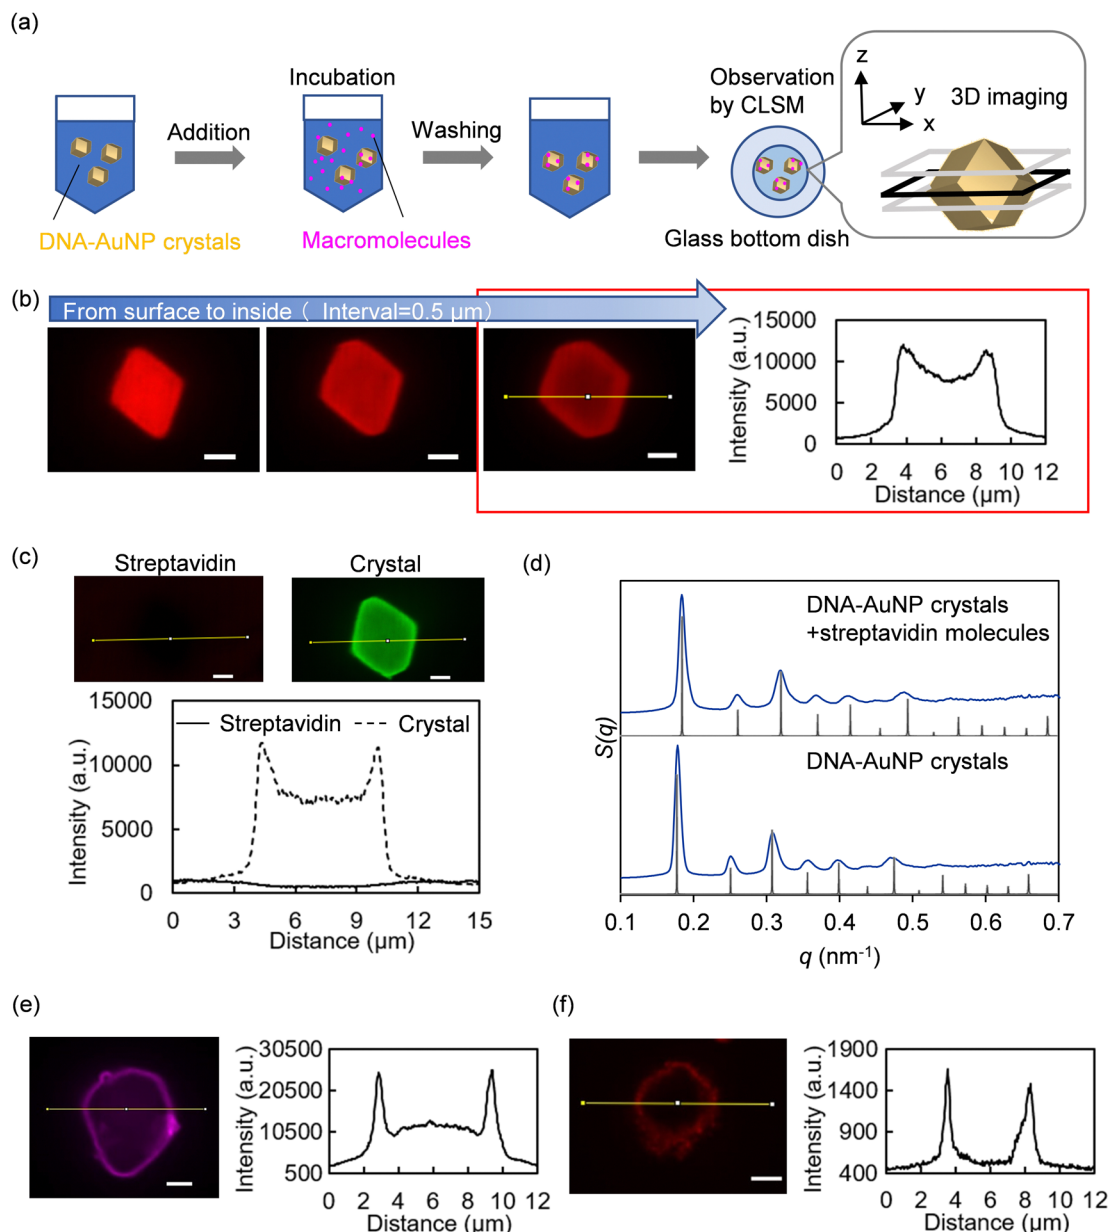 (a)
Incubation
Addition
Washing
Observation
by CLSM
z
y
x
3D imaging
DNA-AuNP crystals
Macromolecules
Glass bottom dish
(b)
From surface to inside ( Interval=0.5 μm)
Intensity (a.u.)
15000
10000
5000
0
0 2 4 6 8 10 12
Distance (μm)
(c)
Streptavidin
Crystal
Intensity (a.u.)
15000
10000
5000
0
Streptavidin
Crystal
0 3 6 9 12 15
Distance (μm)
(d)
DNA-AuNP crystals
+streptavidin molecules
DNA-AuNP crystals
S(q)
0.1 0.2 0.3 0.4 0.5 0.6 0.7
q (nm⁻¹)
(e)
Intensity (a.u.)
30500
20500
10500
500
0 2 4 6 8 10 12
Distance (μm)
(f)
Intensity (a.u.)
1900
1400
900
400
0 2 4 6 8 10 12
Distance (μm)